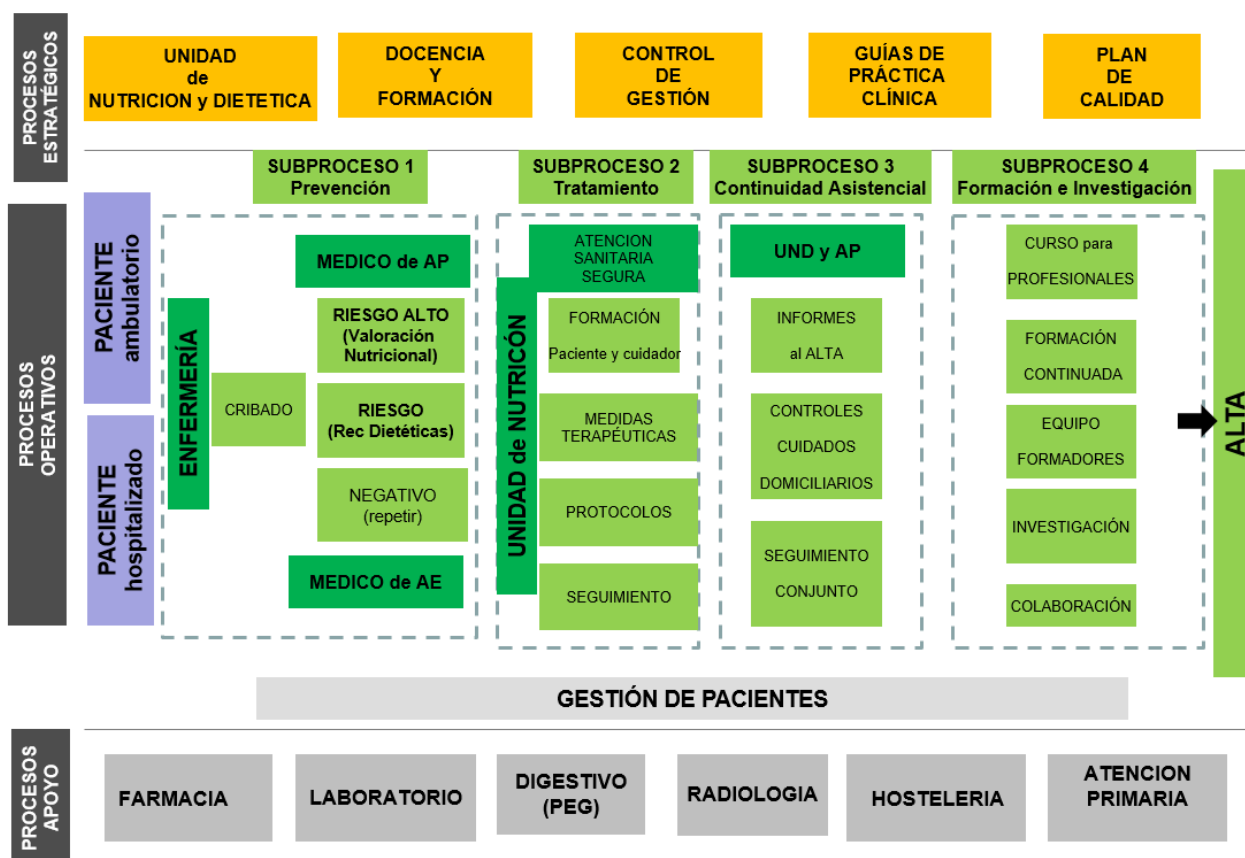 PROCESOS
ESTRATÉGICOS
UNIDAD
de
NUTRICION y DIETETICA
DOCENCIA
Y
FORMACIÓN
CONTROL
DE
GESTIÓN
GUÍAS DE
PRÁCTICA
CLÍNICA
PLAN
DE
CALIDAD
PROCESOS
OPERATIVOS
PACIENTE
ambulatorio
PACIENTE
hospitalizado
SUBPROCESO 1
Prevención
ENFERMERÍA
CRIBADO
MEDICO de AP
RIESGO ALTO
(Valoración
Nutricional)
RIESGO
(Rec Dietéticas)
NEGATIVO
(repetir)
MEDICO de AE
SUBPROCESO 2
Tratamiento
UNIDAD de NUTRICÓN
ATENCION
SANITARIA
SEGURA
FORMACIÓN
Paciente y cuidador
MEDIDAS
TERAPÉUTICAS
PROTOCOLOS
SEGUIMIENTO
SUBPROCESO 3
Continuidad Asistencial
UND y AP
INFORMES
al ALTA
CONTROLES
CUIDADOS
DOMICILIARIOS
SEGUIMIENTO
CONJUNTO
SUBPROCESO 4
Formación e Investigación
CURSO para
PROFESIONALES
FORMACIÓN
CONTINUADA
EQUIPO
FORMADORES
INVESTIGACIÓN
COLABORACIÓN
ALTA
GESTIÓN DE PACIENTES
PROCESOS
APOYO
FARMACIA
LABORATORIO
DIGESTIVO
(PEG)
RADIOLOGIA
HOSTELERIA
ATENCION
PRIMARIA